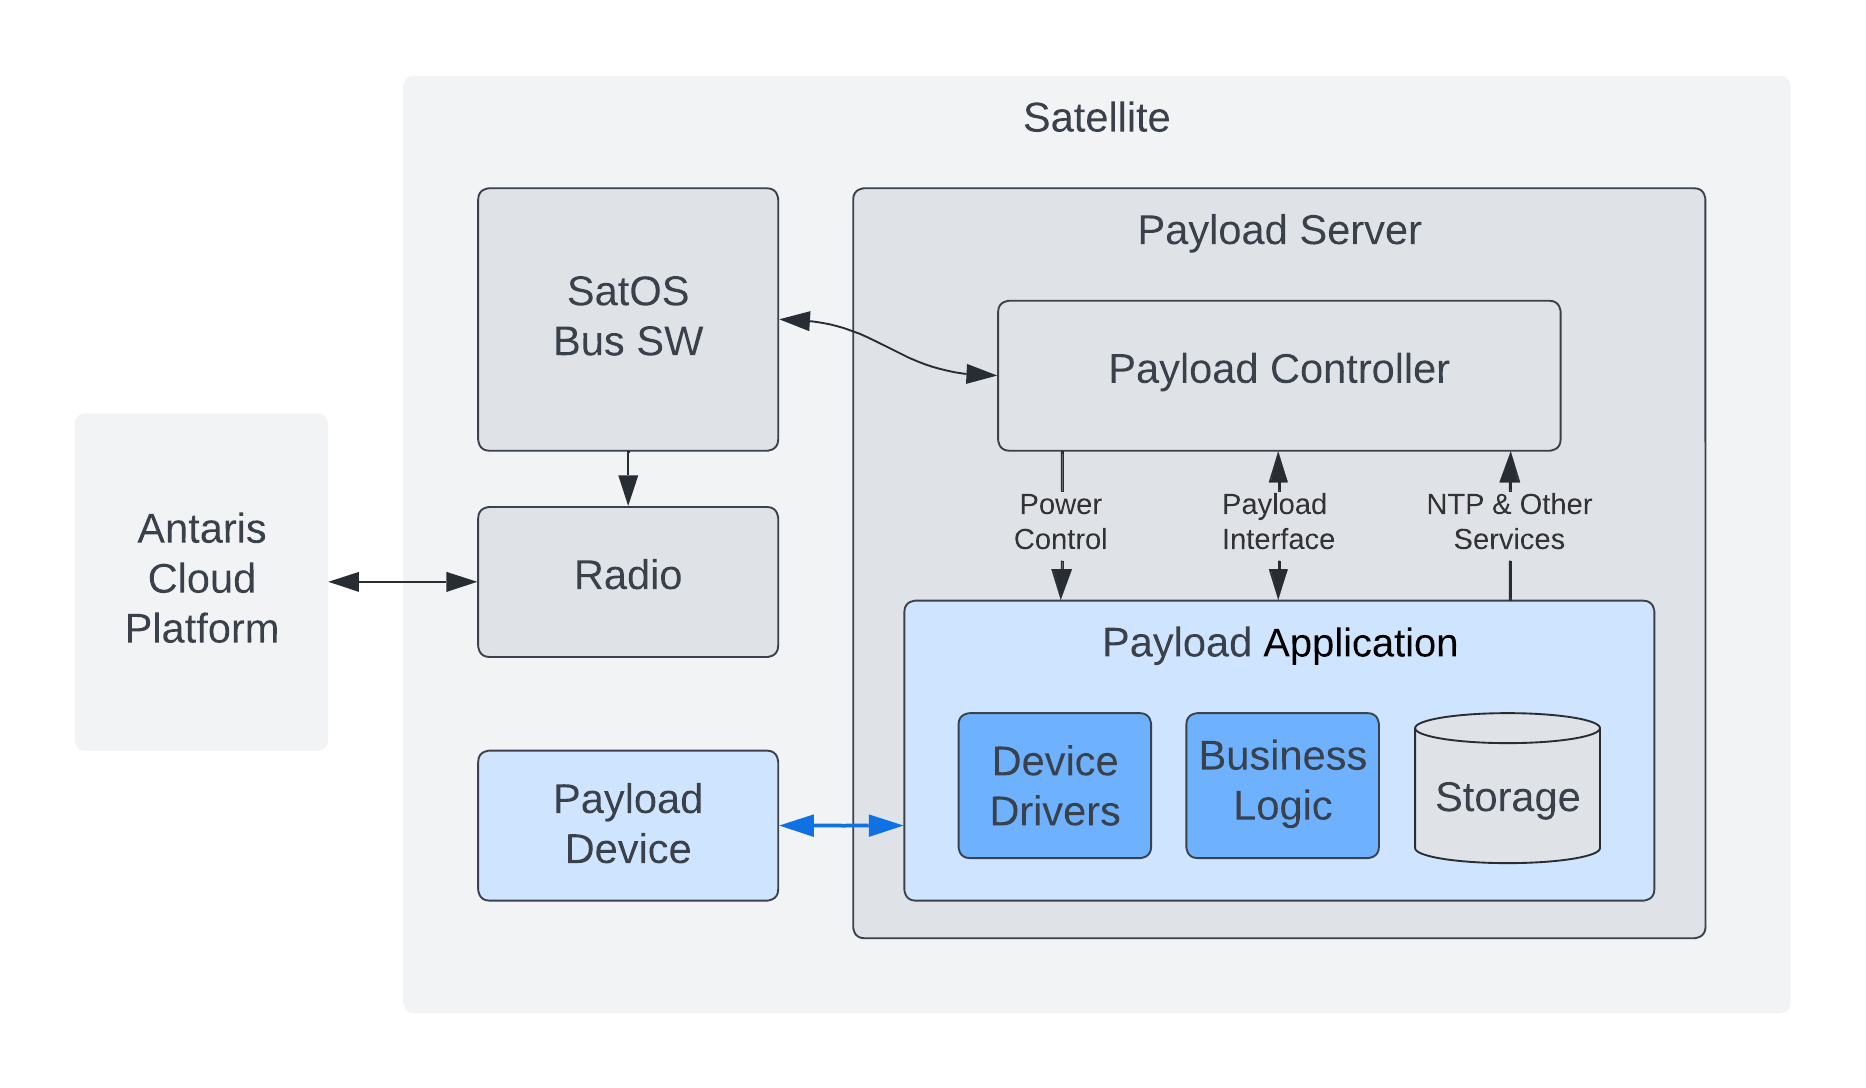 Satellite
SatOS
Bus SW
Payload Server
Payload Controller
Antaris
Cloud
Platform
Radio
Power
Control
Payload
Interface
NTP & Other
Services
Payload Application
Payload
Device
Device
Drivers
Business
Logic
Storage